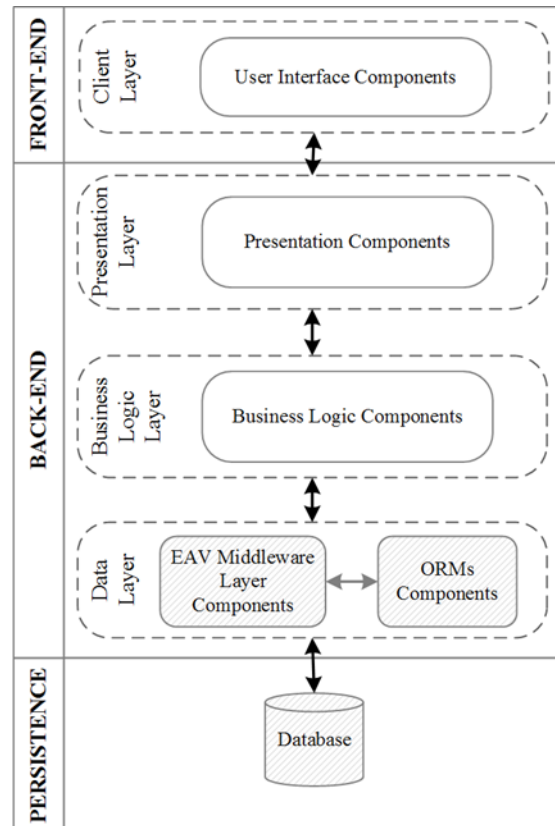 FRONT-END
Client
Layer
User Interface Components
BACK-END
Presentation
Layer
Presentation Components
Business
Logic
Layer
Business Logic Components
Data
Layer
EAV Middleware
Layer
Components
ORMs
Components
PERSISTENCE
Database